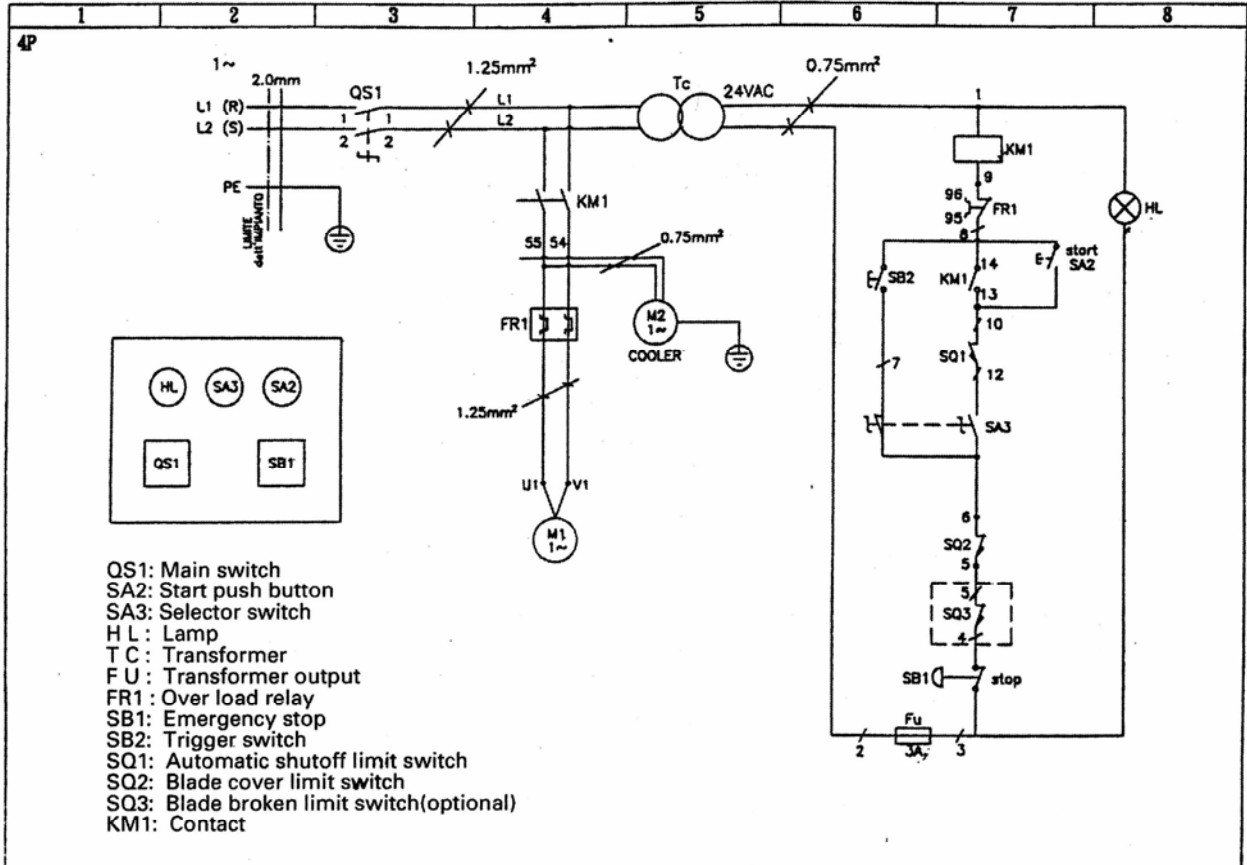 1 2 3 4 5 6 7 8
4P
1~
2.0mm
QS1
1.25mm²
Tc
24VAC
0.75mm²
L1 (R)
L1
L2 (S)
L2
1 1
2 2
PE
LIMITE
dell'IMPIANTO
KM1
55 54
0.75mm²
FR1
M2
1~
COOLER
1.25mm²
U1 V1
M1
1~
1
KM1
9
96
FR1
95
8
HL
SB2
14
KM1
13
stort
SA2
10
SQ1
7
12
SA3
6
SQ2
5
5
SQ3
4
SB1
stop
Fu
2
3A
3
HL SA3 SA2
QS1 SB1
QS1: Main switch
SA2: Start push button
SA3: Selector switch
H L : Lamp
T C : Transformer
F U : Transformer output
FR1 : Over load relay
SB1: Emergency stop
SB2: Trigger switch
SQ1: Automatic shutoff limit switch
SQ2: Blade cover limit switch
SQ3: Blade broken limit switch(optional)
KM1: Contact